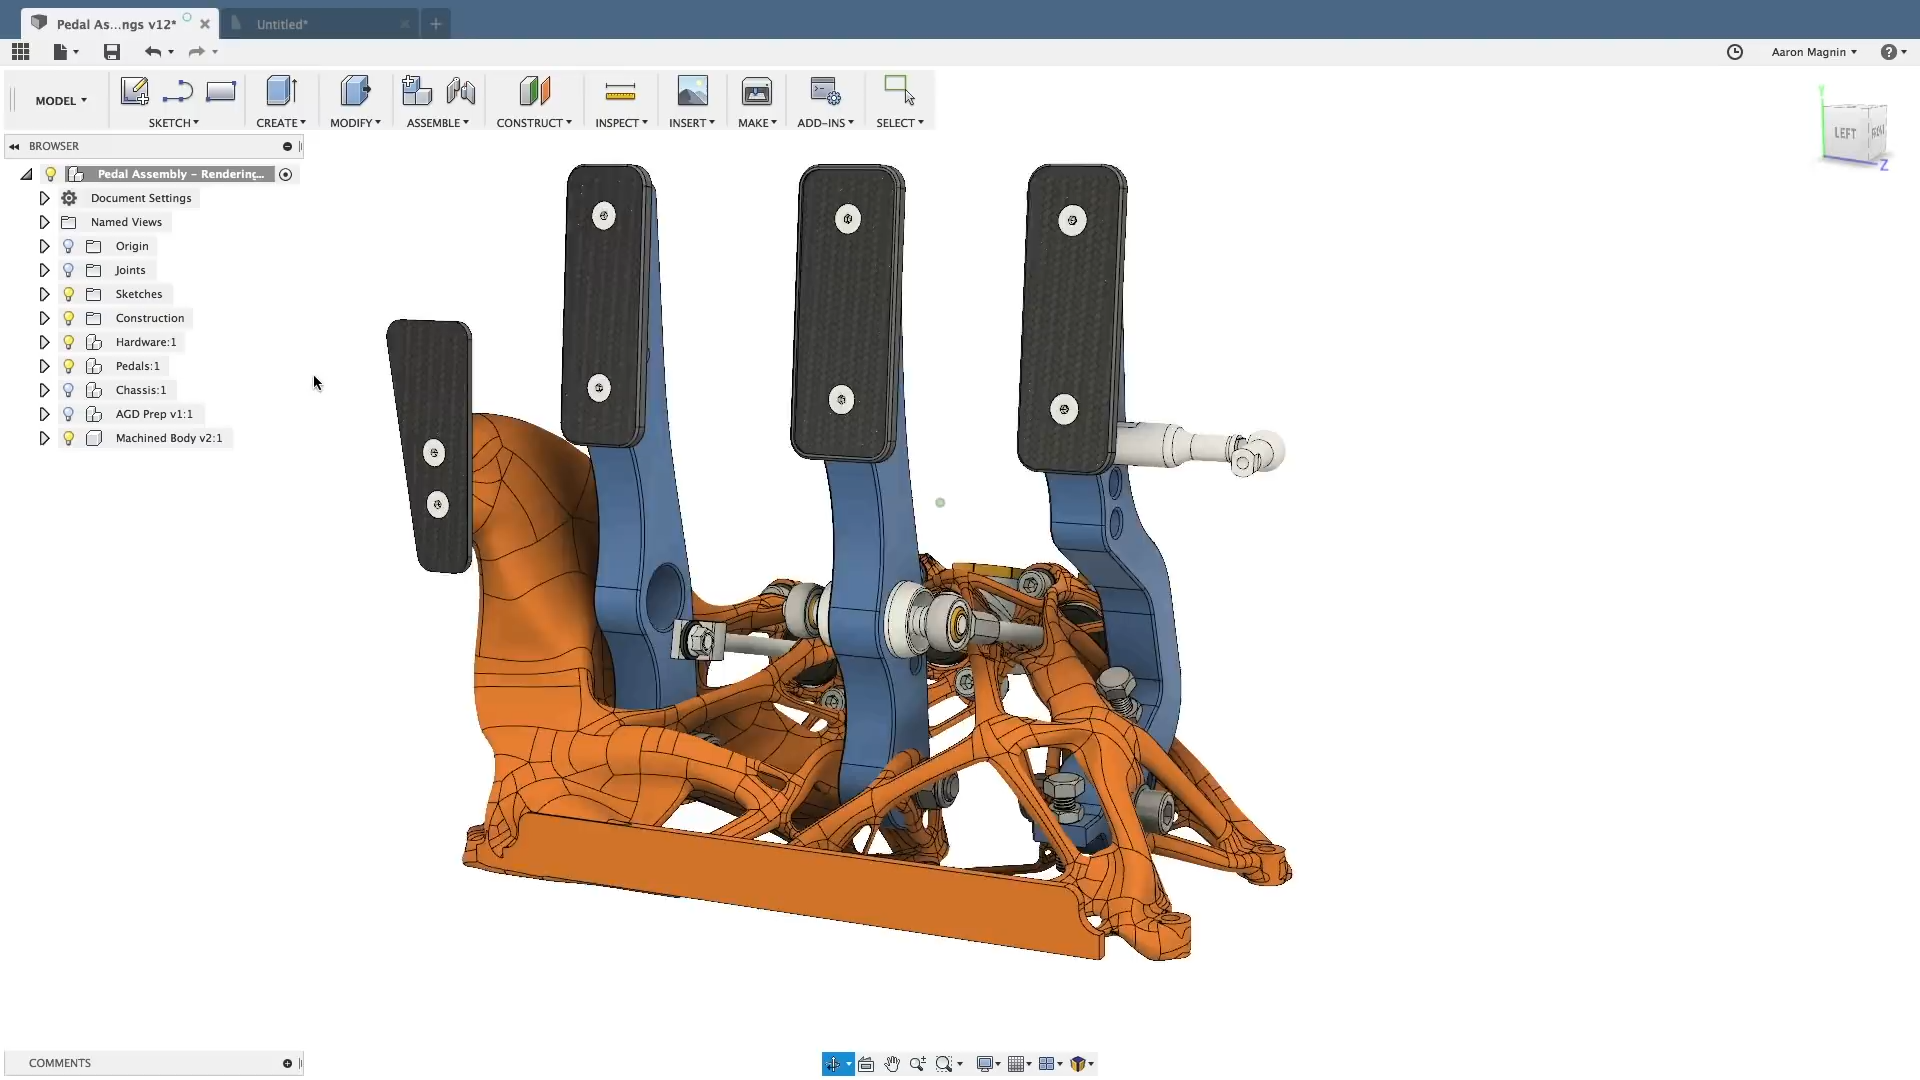 Pedal As...ngs v12*
Untitled*
Aaron Magnin
MODEL
SKETCH
CREATE
MODIFY
ASSEMBLE
CONSTRUCT
INSPECT
INSERT
MAKE
ADD-INS
SELECT
LEFT
Y
Z
BROWSER
Pedal Assembly - Rendering...
Document Settings
Named Views
Origin
Joints
Sketches
Construction
Hardware:1
Pedals:1
Chassis:1
AGD Prep v1:1
Machined Body v2:1
COMMENTS